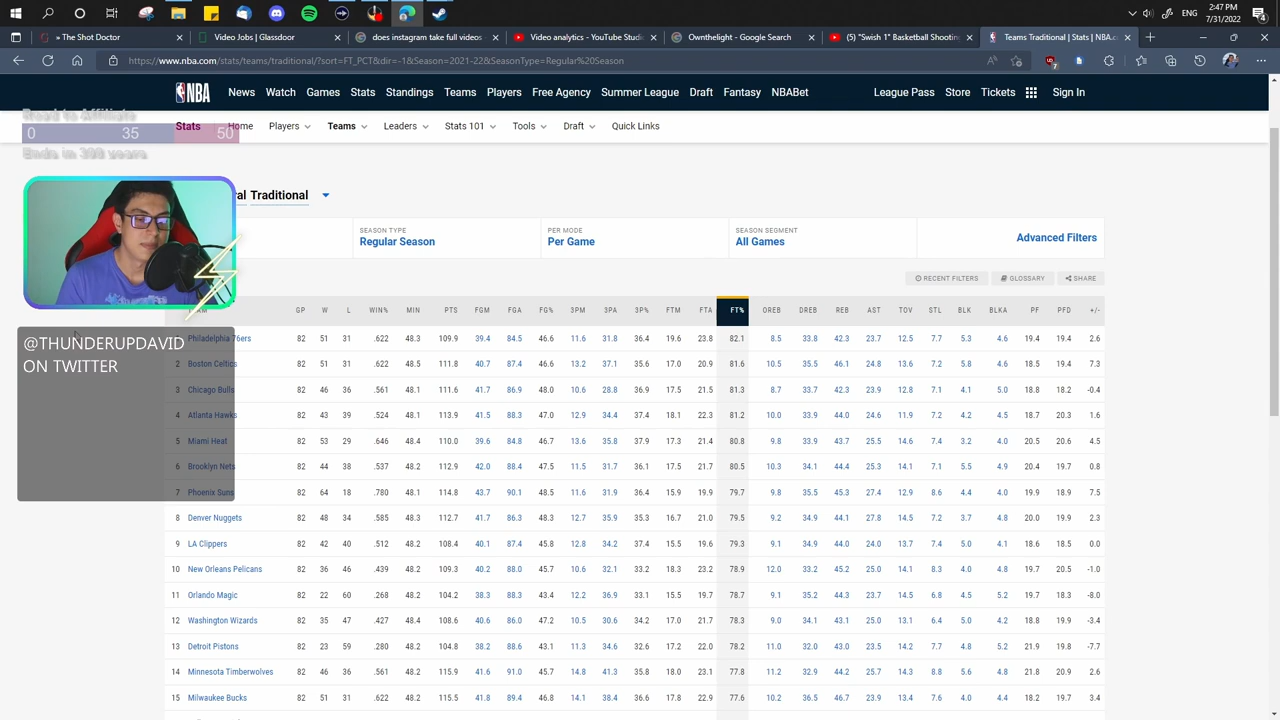 2:47 PM
ENG
7/31/2022
» The Shot Doctor
Video Jobs | Glassdoor
does instagram take full videos
Video analytics - YouTube Studio
Ownthelight - Google Search
(5) "Swish 1" Basketball Shooting
Teams Traditional | Stats | NBA.c
https://www.nba.com/stats/teams/traditional/?sort=FT_PCT&dir=-1&Season=2021-22&SeasonType=Regular%20Season
NBA News Watch Games Stats Standings Teams Players Free Agency Summer League Draft Fantasy NBABet League Pass Store Tickets Sign In
Road to Affiliate
0 35 50
Ends in 399 years
Stats Home Players Teams Leaders Stats 101 Tools Draft Quick Links
ral Traditional
SEASON TYPE PER MODE SEASON SEGMENT
Regular Season Per Game All Games Advanced Filters
RECENT FILTERS GLOSSARY SHARE
TEAM GP W L WIN% MIN PTS FGM FGA FG% 3PM 3PA 3P% FTM FTA FT% OREB DREB REB AST TOV STL BLK BLKA PF PFD +/-
@THUNDERUPDAVID
ON TWITTER
1 Philadelphia 76ers 82 51 31 .622 48.3 109.9 39.4 84.5 46.6 11.6 31.8 36.4 19.6 23.8 82.1 8.5 33.8 42.3 23.7 12.5 7.7 5.3 4.6 19.4 19.4 2.6
2 Boston Celtics 82 51 31 .622 48.5 111.8 40.7 87.4 46.6 13.2 37.1 35.6 17.0 20.9 81.6 10.5 35.5 46.1 24.8 13.6 7.2 5.8 4.6 18.5 19.4 7.3
3 Chicago Bulls 82 46 36 .561 48.1 111.6 41.7 86.9 48.0 10.6 28.8 36.9 17.5 21.5 81.3 8.7 33.7 42.3 23.9 12.8 7.1 4.1 5.0 18.8 18.2 -0.4
4 Atlanta Hawks 82 43 39 .524 48.1 113.9 41.5 88.3 47.0 12.9 34.4 37.4 18.1 22.3 81.2 10.0 33.9 44.0 24.6 11.9 7.2 4.2 4.5 18.7 20.3 1.6
5 Miami Heat 82 53 29 .646 48.4 110.0 39.6 84.8 46.7 13.6 35.8 37.9 17.3 21.4 80.8 9.8 33.9 43.7 25.5 14.6 7.4 3.2 4.0 20.5 20.6 4.5
6 Brooklyn Nets 82 44 38 .537 48.2 112.9 42.0 88.4 47.5 11.5 31.7 36.1 17.5 21.7 80.5 10.3 34.1 44.4 25.3 14.1 7.1 5.5 4.9 20.4 19.7 0.8
7 Phoenix Suns 82 64 18 .780 48.1 114.8 43.7 90.1 48.5 11.6 31.9 36.4 15.9 19.9 79.7 9.8 35.5 45.3 27.4 12.9 8.6 4.4 4.0 19.9 18.9 7.5
8 Denver Nuggets 82 48 34 .585 48.3 112.7 41.7 86.3 48.3 12.7 35.9 35.3 16.7 21.0 79.5 9.2 34.9 44.1 27.8 14.5 7.2 3.7 4.8 20.0 19.9 2.3
9 LA Clippers 82 42 40 .512 48.2 108.4 40.1 87.4 45.8 12.8 34.2 37.4 15.5 19.6 79.3 9.1 34.9 44.0 24.0 13.7 7.4 5.0 4.1 18.6 18.5 0.0
10 New Orleans Pelicans 82 36 46 .439 48.2 109.3 40.2 88.0 45.7 10.6 32.1 33.2 18.3 23.2 78.9 12.0 33.2 45.2 25.0 14.1 8.3 4.0 4.8 19.7 20.5 -1.0
11 Orlando Magic 82 22 60 .268 48.2 104.2 38.3 88.3 43.4 12.2 36.9 33.1 15.5 19.7 78.7 9.1 35.2 44.3 23.7 14.5 6.8 4.5 5.2 19.7 18.3 -8.0
12 Washington Wizards 82 35 47 .427 48.4 108.6 40.6 86.0 47.2 10.5 30.6 34.2 17.0 21.7 78.3 9.0 34.1 43.1 25.0 13.1 6.4 5.0 4.2 18.8 19.9 -3.4
13 Detroit Pistons 82 23 59 .280 48.2 104.8 38.2 88.6 43.1 11.3 34.6 32.6 17.2 22.0 78.2 11.0 32.0 43.0 23.5 14.2 7.7 4.8 5.2 21.9 19.8 -7.7
14 Minnesota Timberwolves 82 46 36 .561 48.2 115.9 41.6 91.0 45.7 14.8 41.3 35.8 18.0 23.1 77.8 11.2 32.9 44.2 25.7 14.3 8.8 5.6 4.8 21.8 20.9 2.6
15 Milwaukee Bucks 82 51 31 .622 48.2 115.5 41.8 89.4 46.8 14.1 38.4 36.6 17.8 22.9 77.6 10.2 36.5 46.7 23.9 13.4 7.6 4.0 4.4 18.2 19.7 3.4